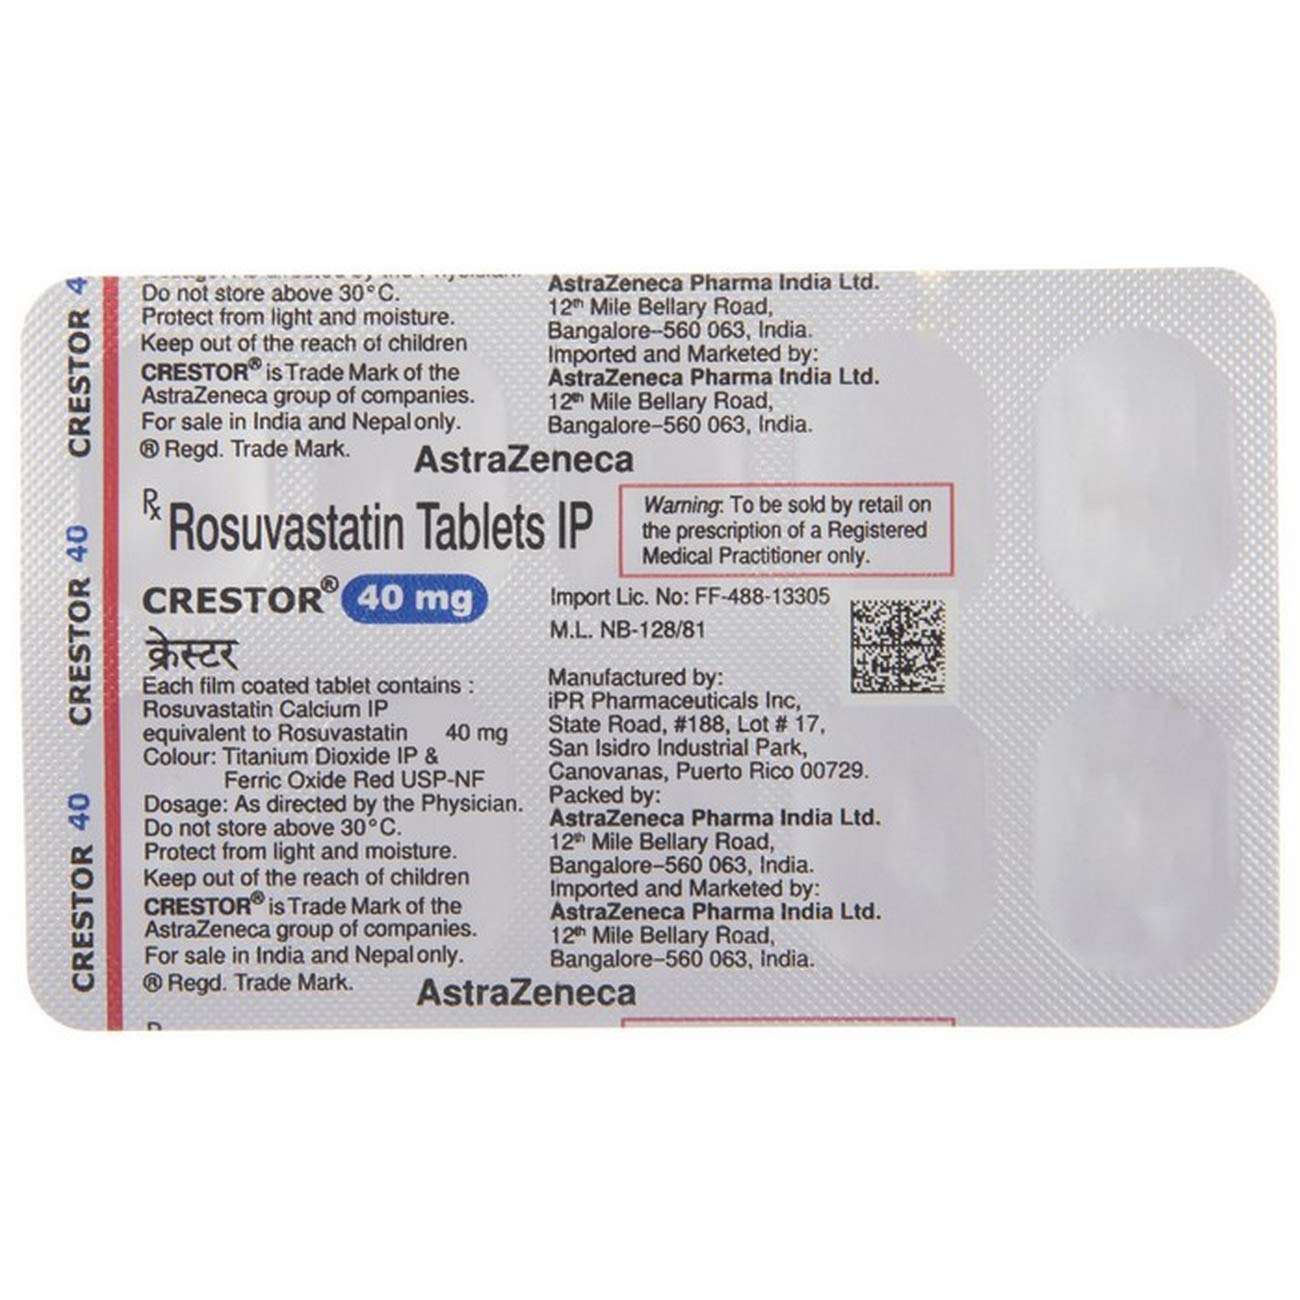 CRESTOR 4
CRESTOR 40
CRESTOR 40
Do not store above 30°C.
Protect from light and moisture.
Keep out of the reach of children
CRESTOR® is Trade Mark of the
AstraZeneca group of companies.
For sale in India and Nepal only.
® Regd. Trade Mark.
AstraZeneca Pharma India Ltd.
12th Mile Bellary Road,
Bangalore–560 063, India.
Imported and Marketed by:
AstraZeneca Pharma India Ltd.
12th Mile Bellary Road,
Bangalore–560 063, India.
AstraZeneca
Rx Rosuvastatin Tablets IP
CRESTOR® 40 mg
क्रेस्टर
Each film coated tablet contains :
Rosuvastatin Calcium IP
equivalent to Rosuvastatin 40 mg
Colour: Titanium Dioxide IP &
Ferric Oxide Red USP-NF
Dosage: As directed by the Physician.
Do not store above 30°C.
Protect from light and moisture.
Keep out of the reach of children
CRESTOR® is Trade Mark of the
AstraZeneca group of companies.
For sale in India and Nepal only.
® Regd. Trade Mark.
Warning: To be sold by retail on
the prescription of a Registered
Medical Practitioner only.
Import Lic. No: FF-488-13305
M.L. NB-128/81
Manufactured by:
iPR Pharmaceuticals Inc,
State Road, #188, Lot # 17,
San Isidro Industrial Park,
Canovanas, Puerto Rico 00729.
Packed by:
AstraZeneca Pharma India Ltd.
12th Mile Bellary Road,
Bangalore–560 063, India.
Imported and Marketed by:
AstraZeneca Pharma India Ltd.
12th Mile Bellary Road,
Bangalore–560 063, India.
AstraZeneca